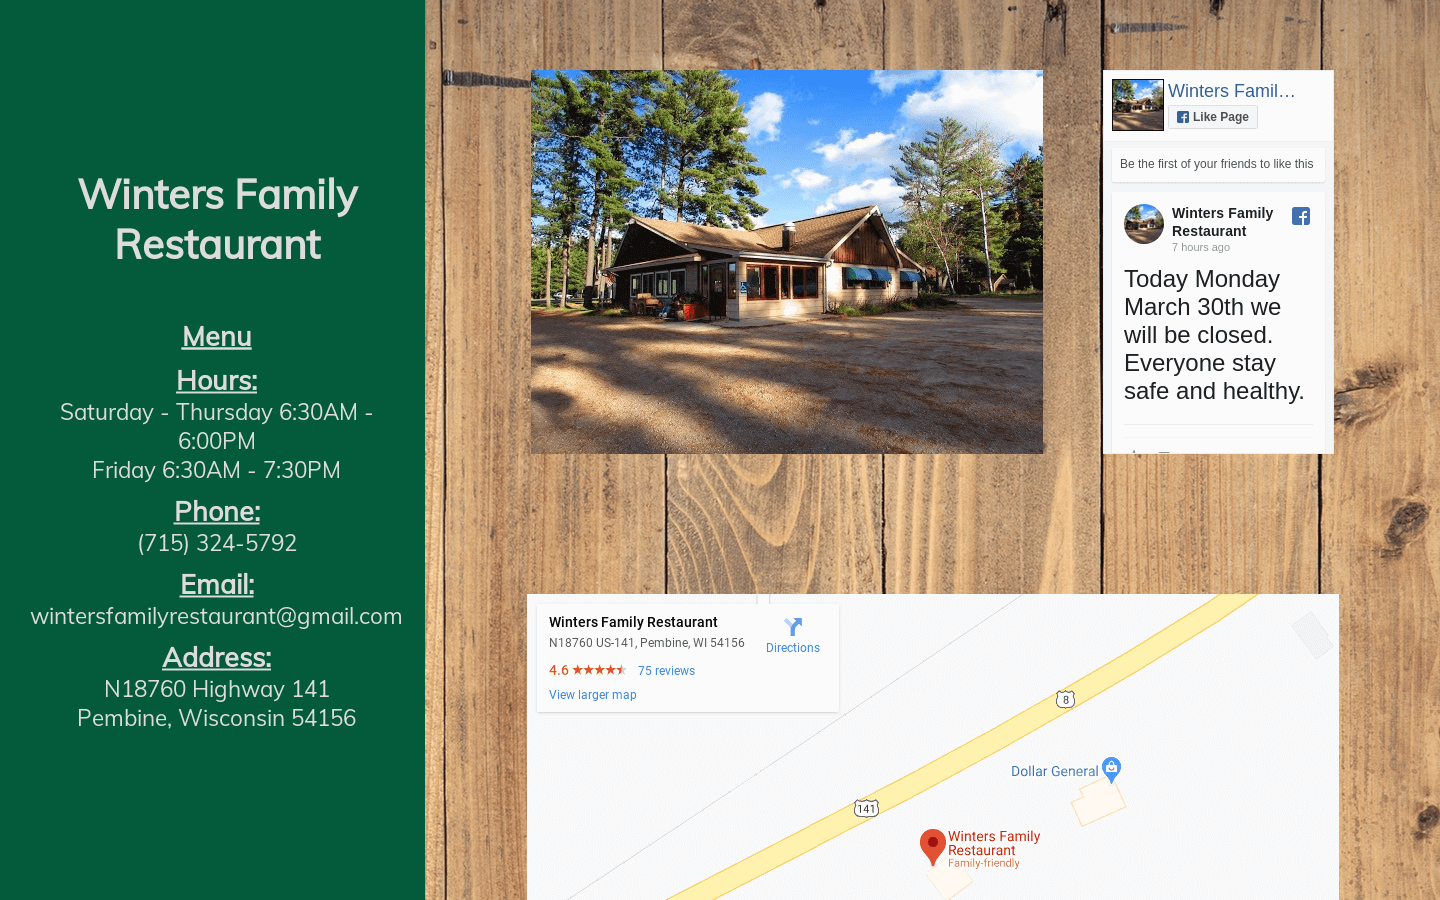 Winters Family
Restaurant
Menu
Hours:
Saturday - Thursday 6:30AM -
6:00PM
Friday 6:30AM - 7:30PM
Phone:
(715) 324-5792
Email:
wintersfamilyrestaurant@gmail.com
Address:
N18760 Highway 141
Pembine, Wisconsin 54156
Winters Famil…
Like Page
Be the first of your friends to like this
Winters Family
Restaurant
7 hours ago
Today Monday
March 30th we
will be closed.
Everyone stay
safe and healthy.
Winters Family Restaurant
N18760 US-141, Pembine, WI 54156
Directions
4.6
75 reviews
View larger map
8
Dollar General
141
Winters Family
Restaurant
Family-friendly